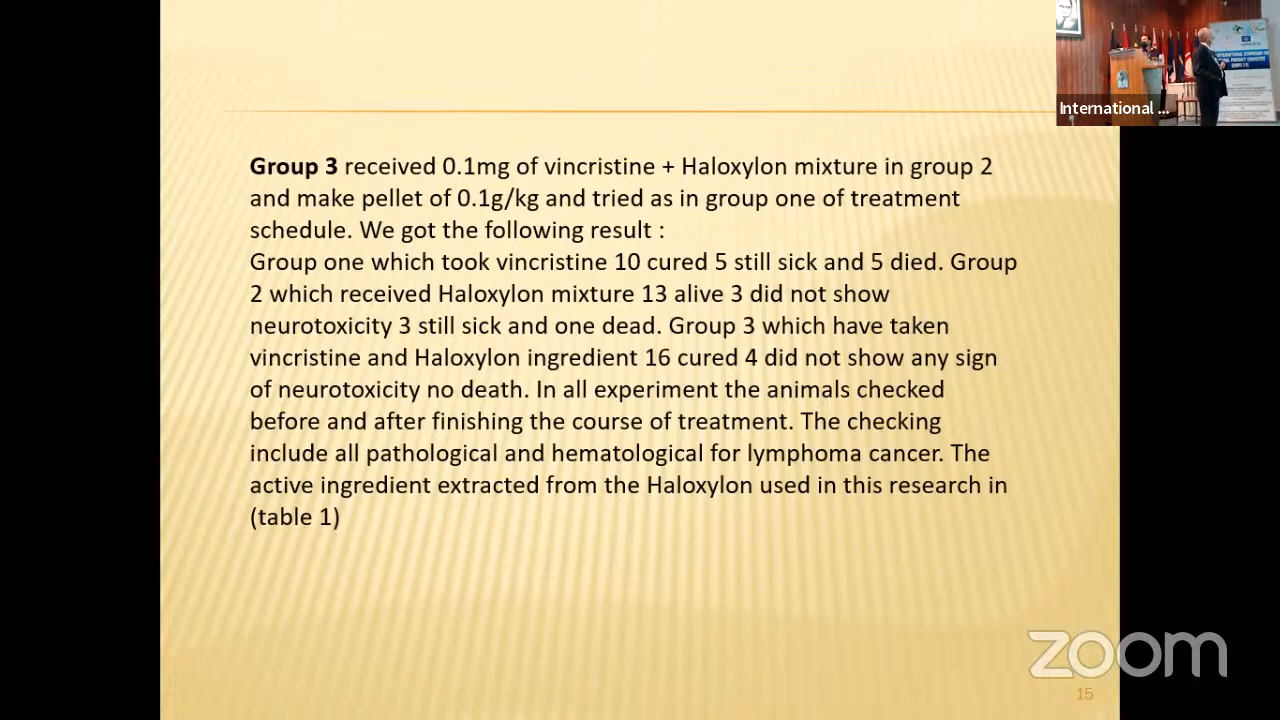 International ...
Group 3 received 0.1mg of vincristine + Haloxylon mixture in group 2
and make pellet of 0.1g/kg and tried as in group one of treatment
schedule. We got the following result :
Group one which took vincristine 10 cured 5 still sick and 5 died. Group
2 which received Haloxylon mixture 13 alive 3 did not show
neurotoxicity 3 still sick and one dead. Group 3 which have taken
vincristine and Haloxylon ingredient 16 cured 4 did not show any sign
of neurotoxicity no death. In all experiment the animals checked
before and after finishing the course of treatment. The checking
include all pathological and hematological for lymphoma cancer. The
active ingredient extracted from the Haloxylon used in this research in
(table 1)
zoom
15